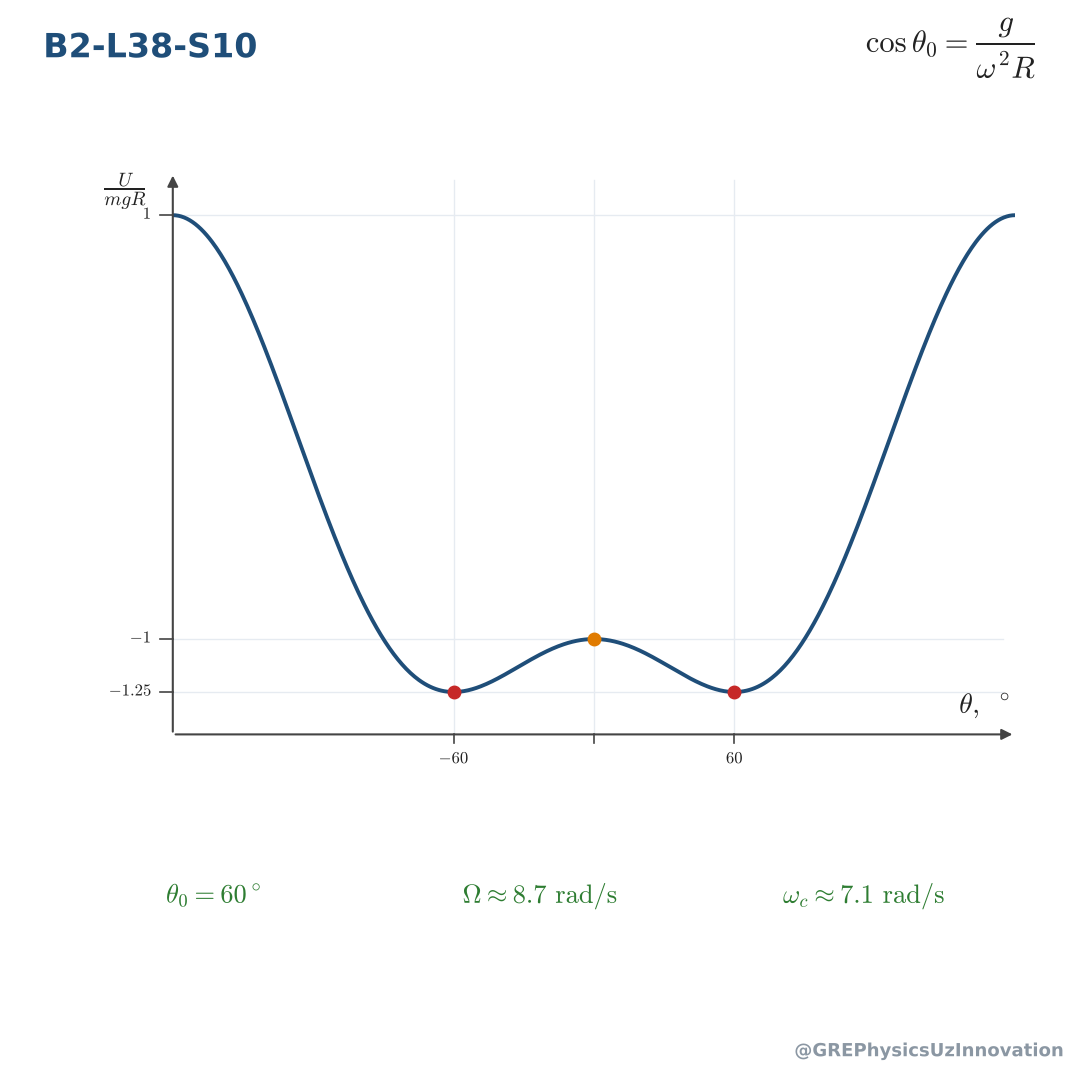 B2-L38-S10
cos θ₀ = g/(ω²R)
U/(mgR)
1
−1
−1.25
θ, °
−60
60
θ₀ = 60°
Ω ≈ 8.7 rad/s
ω_c ≈ 7.1 rad/s
@GREPhysicsUzInnovation